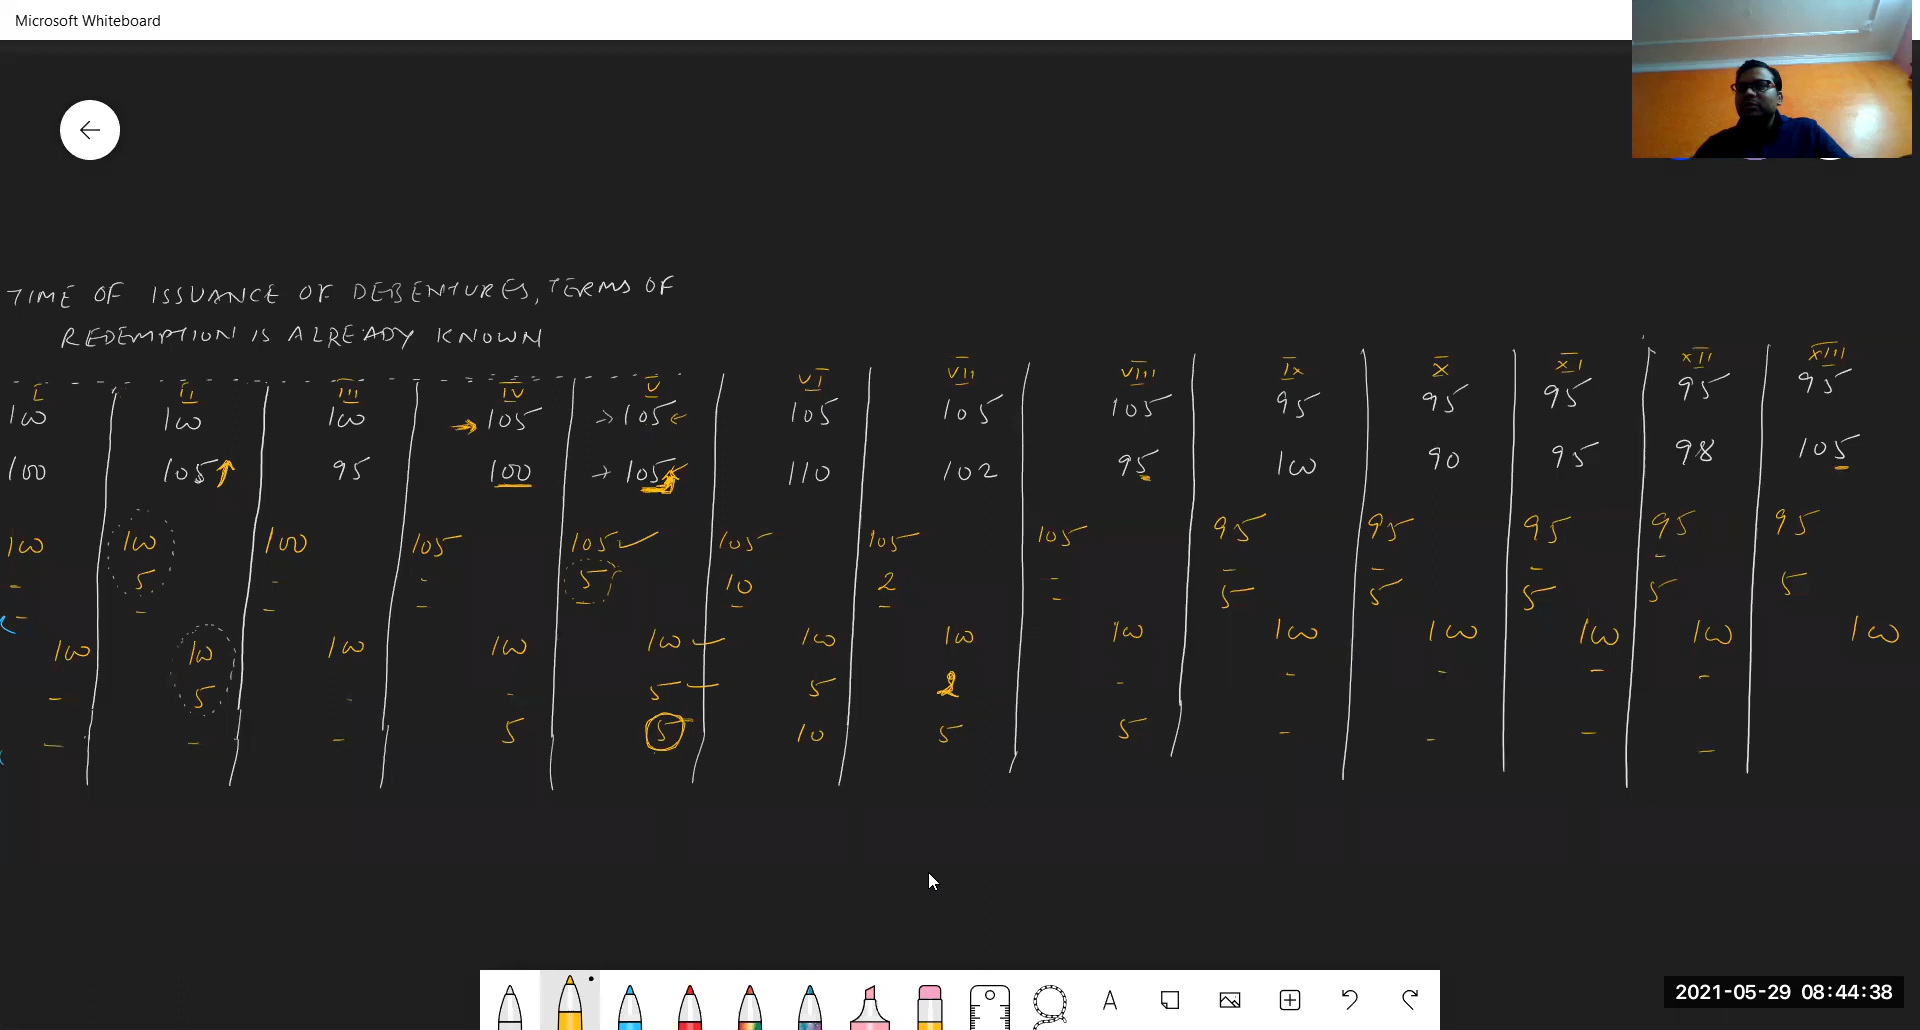 Microsoft Whiteboard
TIME OF ISSUANCE OF DEBENTURES, TERMS OF
REDEMPTION IS ALREADY KNOWN
I II III IV V VI VII VIII IX X XI XII XIII
100 100 100 → 105 → 105 ← 105 105 105 95 95 95 95 95
100 105 ↑ 95 100 → 105 110 102 95 100 90 95 98 105
100 100 100 105 105 ✓ 105 105 105 95 95 95 95 95
- 5 - - 5 10 2 - - - - -
- - - - - - - 5 5 5 5 5
100 100 100 100 100 100 100 100 100 100 100 100 100
- 5 - - 5 5 2 - - - - -
- - - 5 5 10 5 5 - - - -
A
2021-05-29 08:44:38